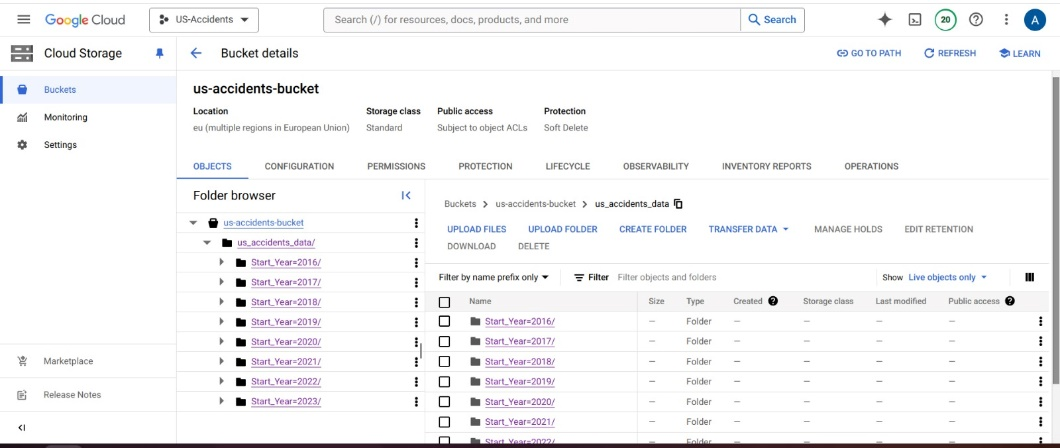 Google Cloud
US-Accidents
Search (/) for resources, docs, products, and more
Search
20
A
Cloud Storage
Bucket details
GO TO PATH
REFRESH
LEARN
Buckets
Monitoring
Settings
Marketplace
Release Notes
us-accidents-bucket
Location Storage class Public access Protection
eu (multiple regions in European Union) Standard Subject to object ACLs Soft Delete
OBJECTS CONFIGURATION PERMISSIONS PROTECTION LIFECYCLE OBSERVABILITY INVENTORY REPORTS OPERATIONS
Folder browser
us-accidents-bucket
us_accidents_data/
Start_Year=2016/
Start_Year=2017/
Start_Year=2018/
Start_Year=2019/
Start_Year=2020/
Start_Year=2021/
Start_Year=2022/
Start_Year=2023/
Buckets > us-accidents-bucket > us_accidents_data
UPLOAD FILES UPLOAD FOLDER CREATE FOLDER TRANSFER DATA MANAGE HOLDS EDIT RETENTION
DOWNLOAD DELETE
Filter by name prefix only Filter Filter objects and folders Show Live objects only
Name Size Type Created Storage class Last modified Public access
Start_Year=2016/ — Folder — — — —
Start_Year=2017/ — Folder — — — —
Start_Year=2018/ — Folder — — — —
Start_Year=2019/ — Folder — — — —
Start_Year=2020/ — Folder — — — —
Start_Year=2021/ — Folder — — — —
Start_Year=2022/ — Folder — — — —